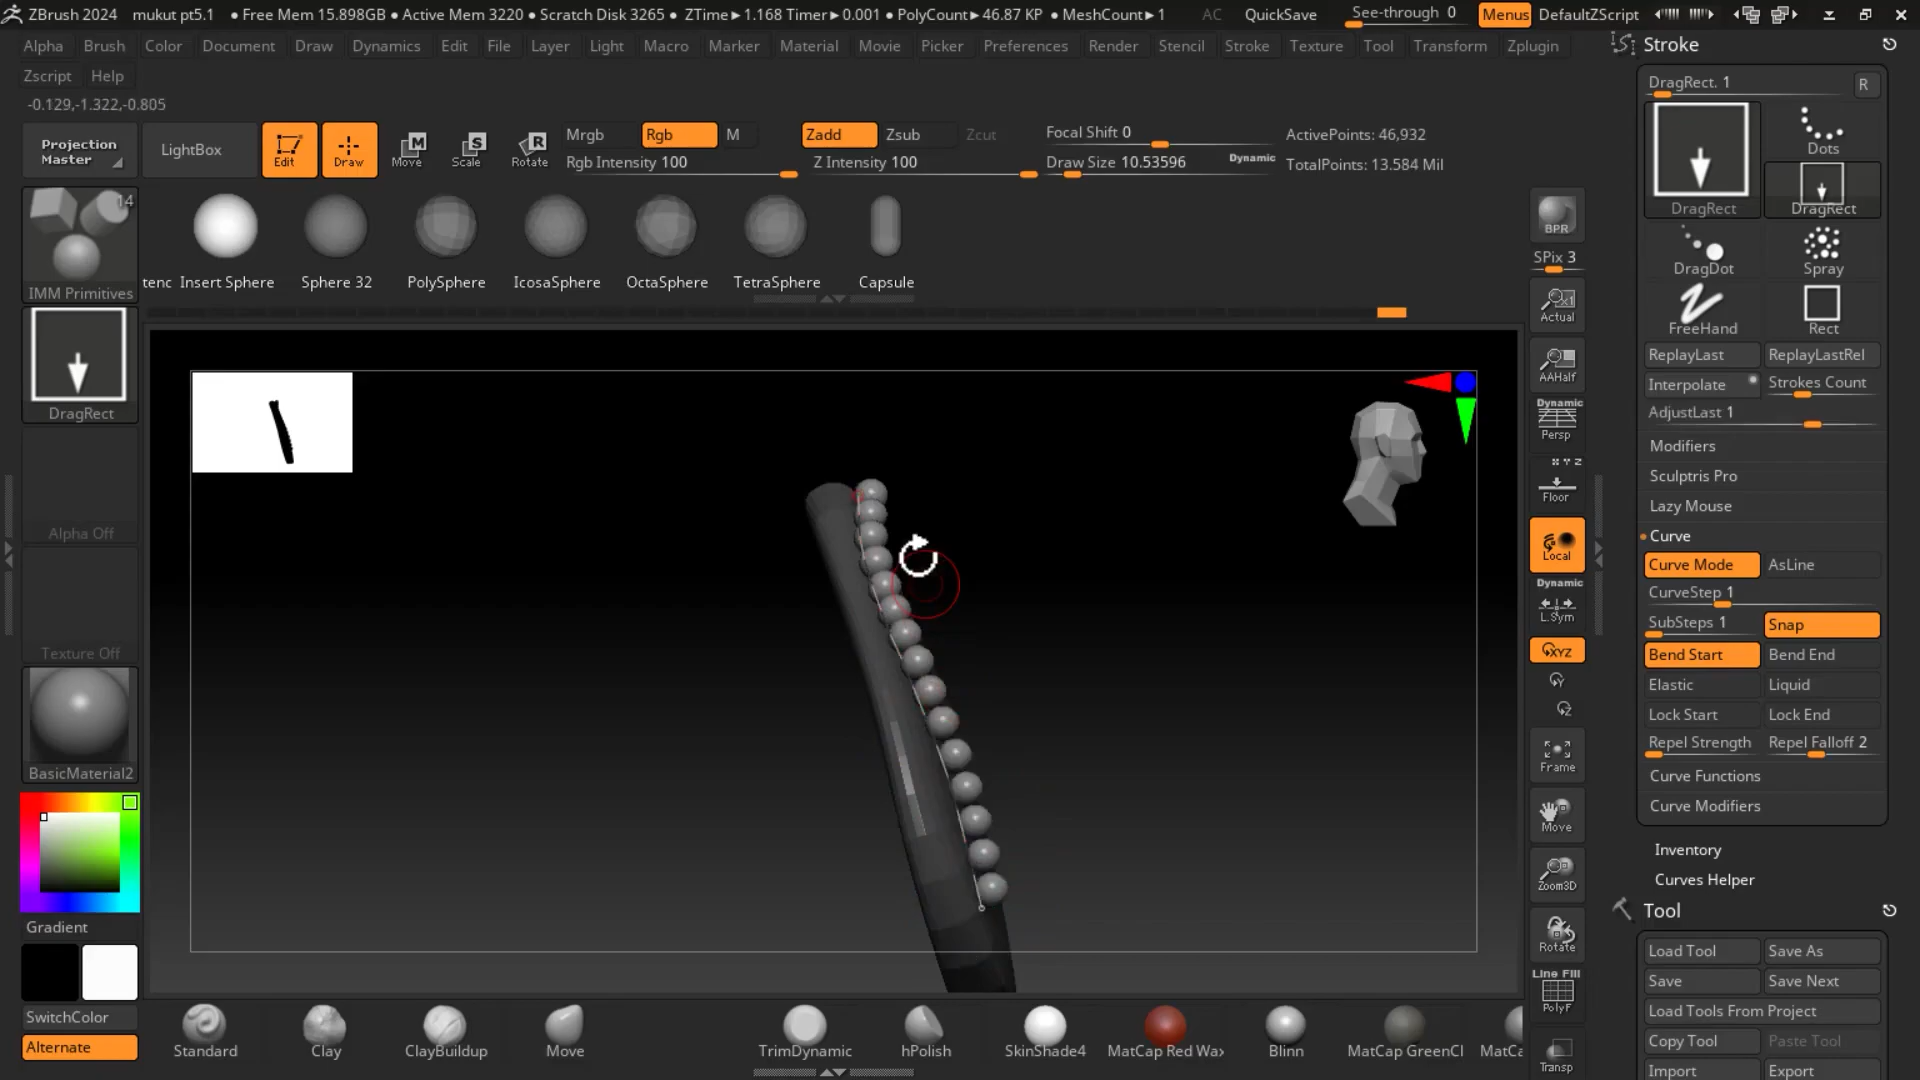 ZBrush 2024 mukut pt5.1 ● Free Mem 15.898GB ● Active Mem 3220 ● Scratch Disk 3265 ● ZTime►1.168 Timer►0.001 ● PolyCount►46.87 KP ● MeshCount►1 AC QuickSave See-through 0 Menus DefaultZScript
Alpha Brush Color Document Draw Dynamics Edit File Layer Light Macro Marker Material Movie Picker Preferences Render Stencil Stroke Texture Tool Transform Zplugin
Zscript Help
-0.129,-1.322,-0.805
Projection Master
LightBox
Edit Draw Move Scale Rotate
Mrgb Rgb M
Rgb Intensity 100
Zadd Zsub Zcut
Z Intensity 100
Focal Shift 0
Draw Size 10.53596 Dynamic
ActivePoints: 46,932
TotalPoints: 13.584 Mil
14
IMM Primitives
tenc Insert Sphere Sphere 32 PolySphere IcosaSphere OctaSphere TetraSphere Capsule
DragRect
Alpha Off
Texture Off
BasicMaterial2
Gradient
SwitchColor
Alternate
Standard Clay ClayBuildup Move TrimDynamic hPolish SkinShade4 MatCap Red Wax Blinn MatCap GreenCl MatCa
BPR
SPix 3
Actual
AAHalf
Dynamic
Persp
X Y Z
Floor
Local
Dynamic
L.Sym
XYZ
Y
Z
Frame
Move
Zoom3D
Rotate
Line Fill
PolyF
Transp
Stroke
DragRect. 1 R
DragRect Dots
DragRect
DragDot Spray
FreeHand Rect
ReplayLast ReplayLastRel
Interpolate Strokes Count
AdjustLast 1
Modifiers
Sculptris Pro
Lazy Mouse
Curve
Curve Mode AsLine
CurveStep 1
SubSteps 1 Snap
Bend Start Bend End
Elastic Liquid
Lock Start Lock End
Repel Strength Repel Falloff 2
Curve Functions
Curve Modifiers
Inventory
Curves Helper
Tool
Load Tool Save As
Save Save Next
Load Tools From Project
Copy Tool Paste Tool
Import Export